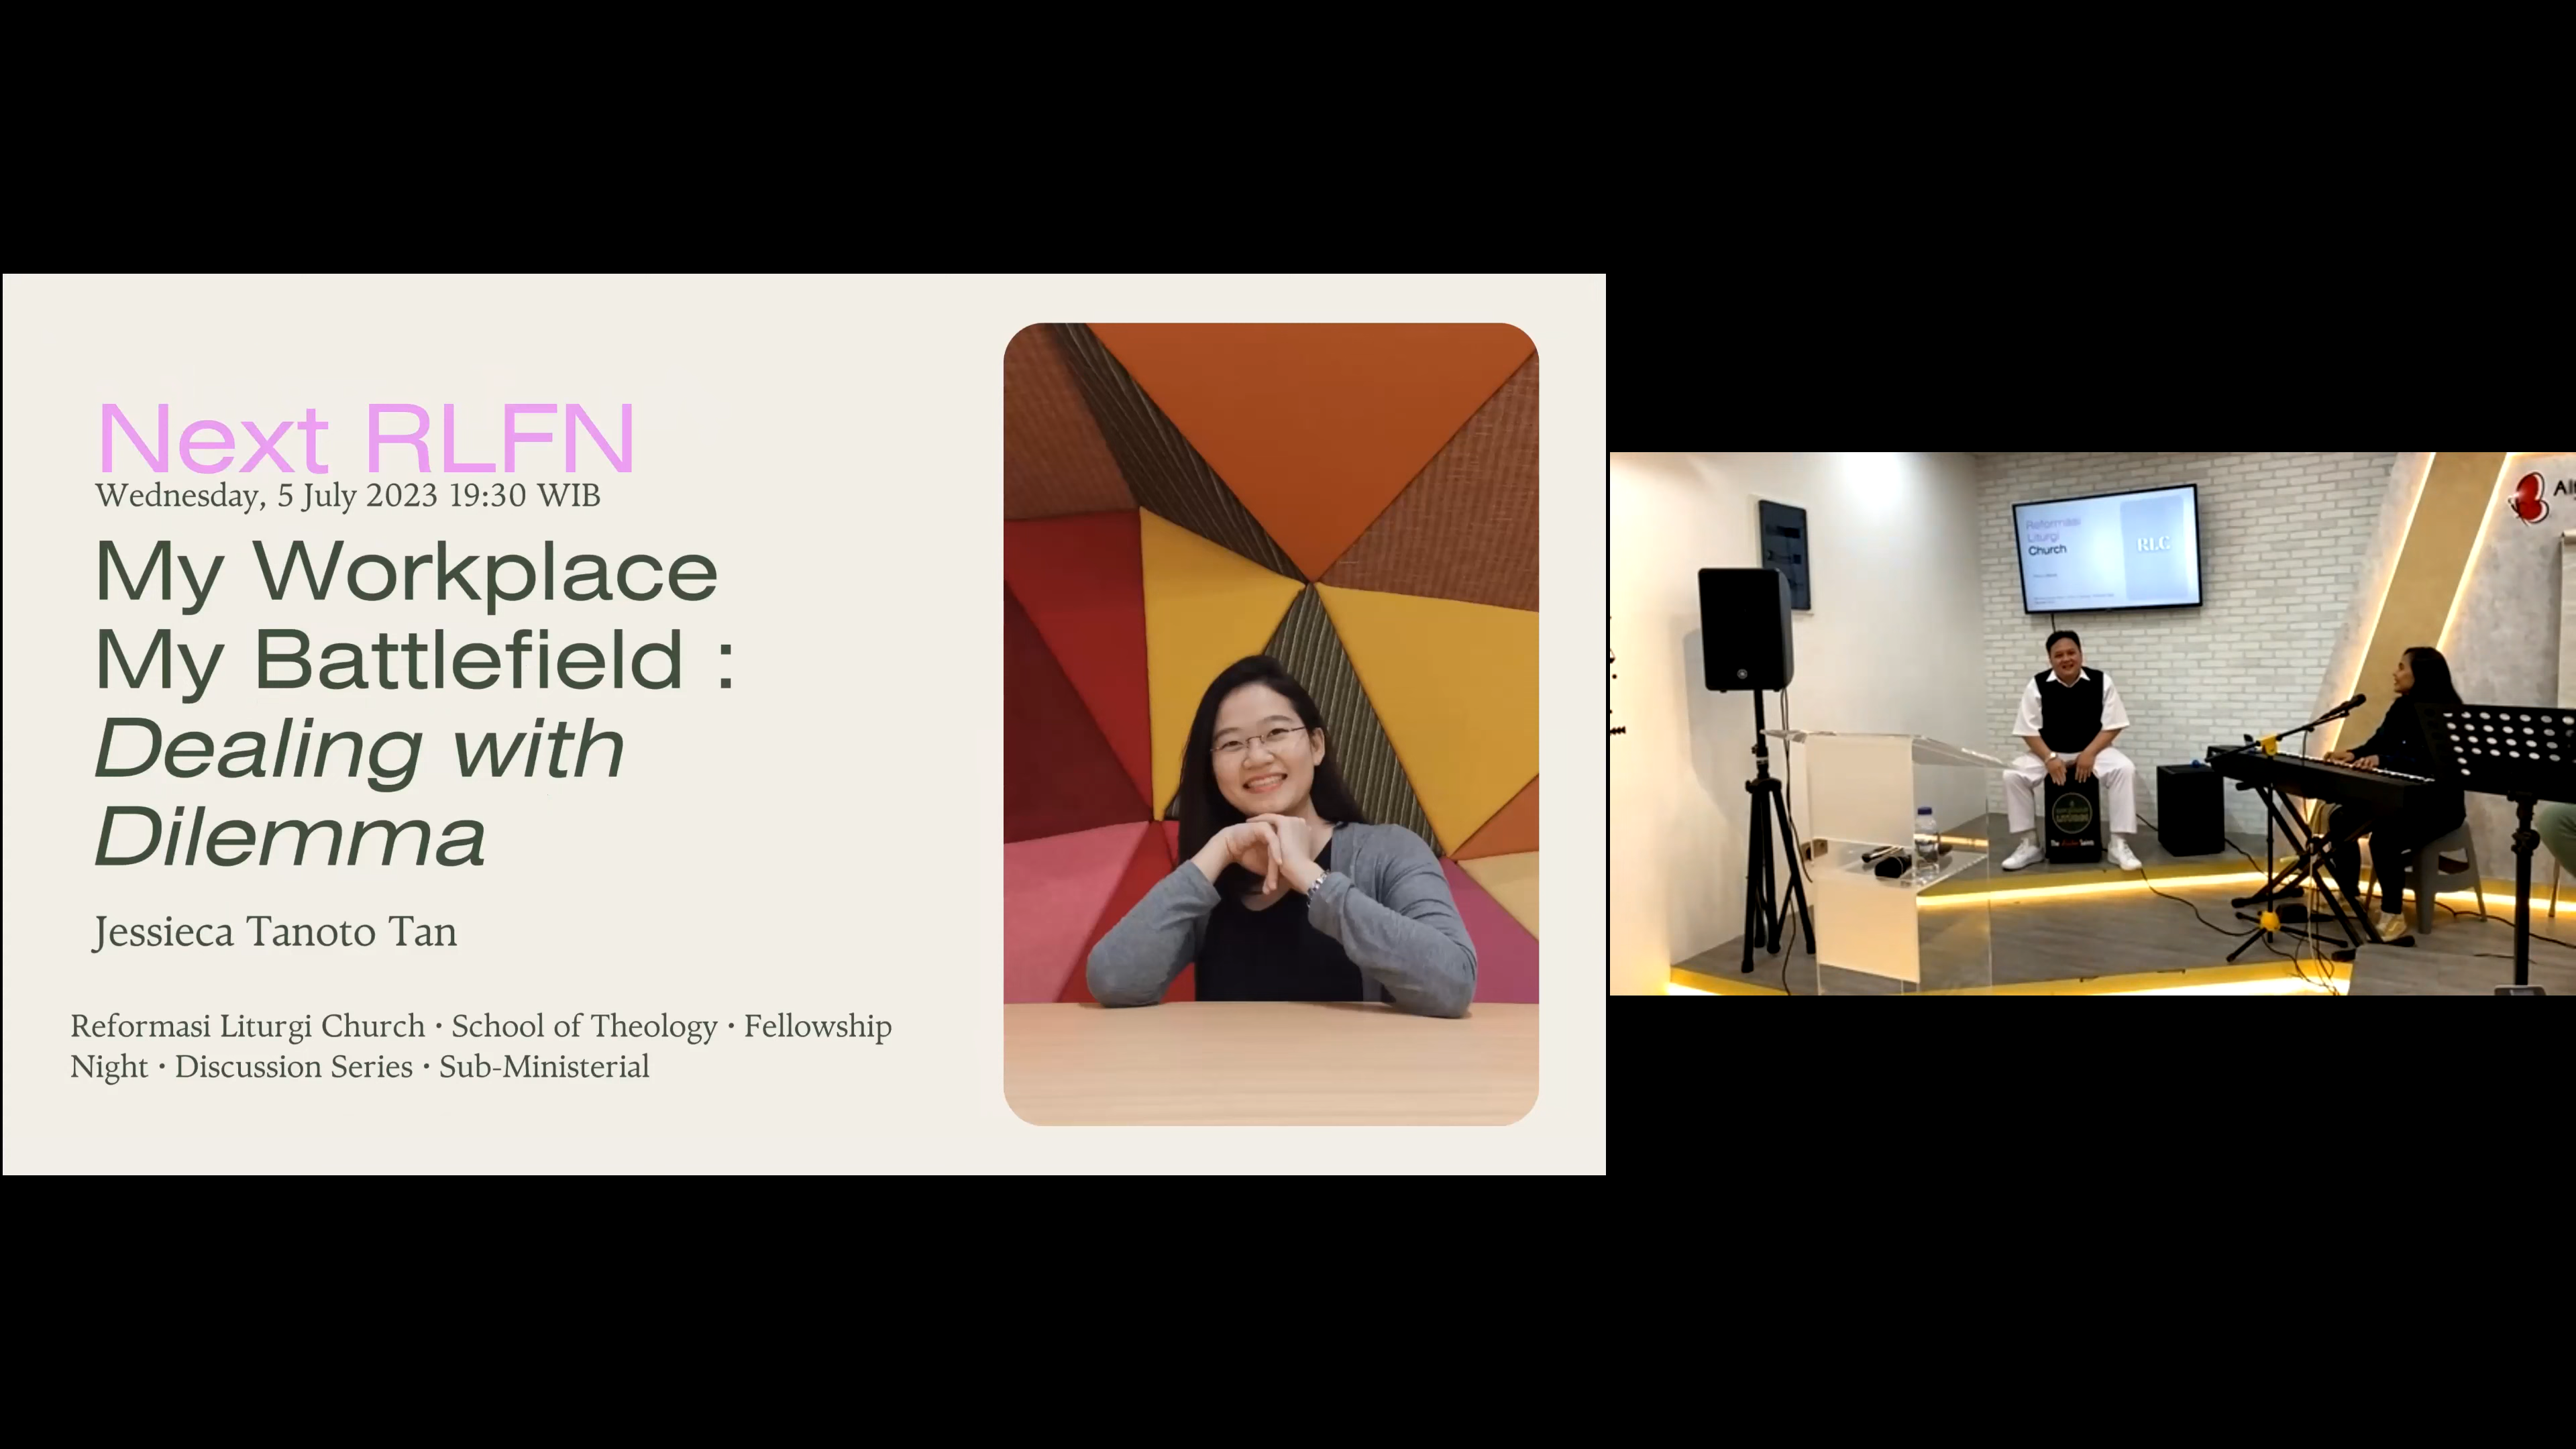 Next RLFN
Wednesday, 5 July 2023 19:30 WIB
My Workplace
My Battlefield :
Dealing with
Dilemma
Jessieca Tanoto Tan
Reformasi Liturgi Church · School of Theology · Fellowship
Night · Discussion Series · Sub-Ministerial
Reformasi
Liturgi
Church
RLC